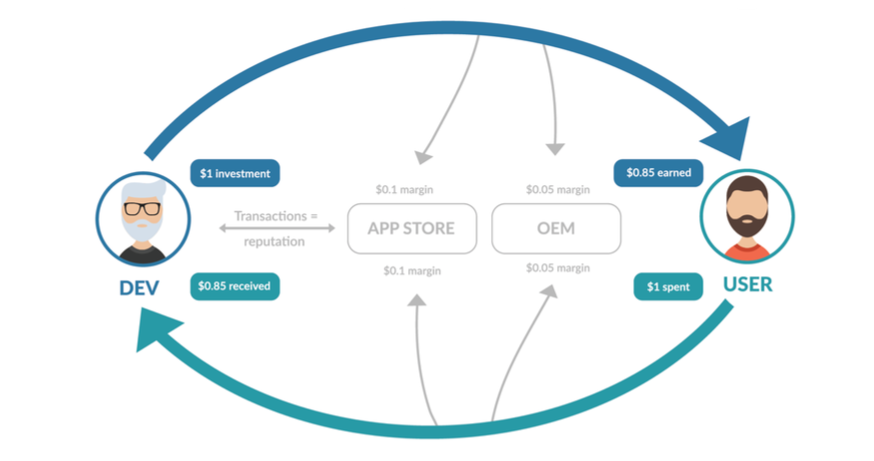 $1 investment
$0.85 earned
$0.1 margin
$0.05 margin
Transactions =
reputation
APP STORE
OEM
$0.1 margin
$0.05 margin
DEV
$0.85 received
$1 spent
USER